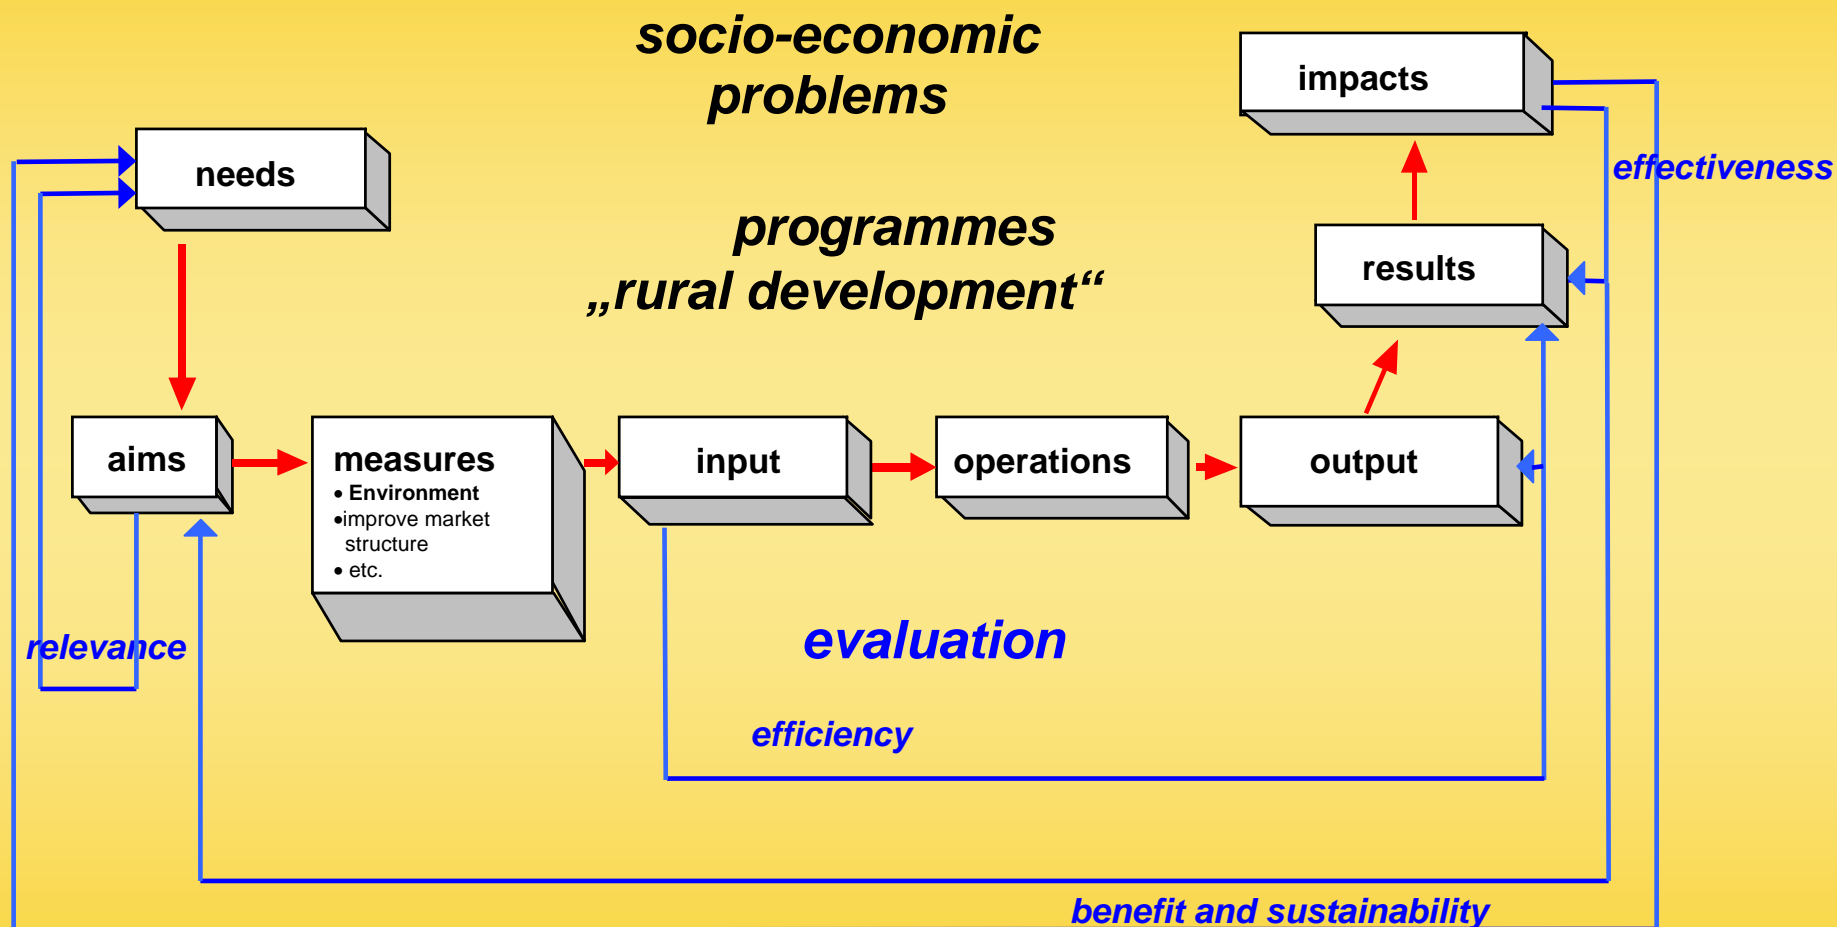 socio-economic
problems
impacts
needs
effectiveness
programmes
„rural development“
results
aims
measures
• Environment
•improve market
structure
• etc.
input
operations
output
relevance
evaluation
efficiency
benefit and sustainability